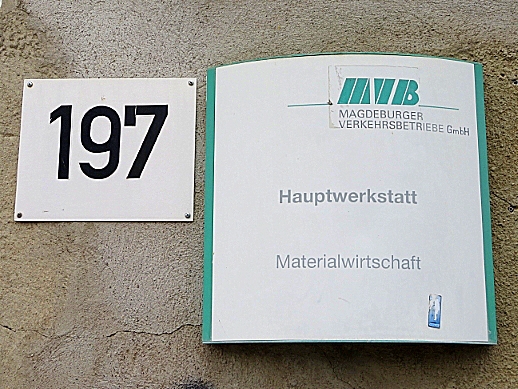 197
MVB
MAGDEBURGER
VERKEHRSBETRIEBE GmbH
Hauptwerkstatt
Materialwirtschaft